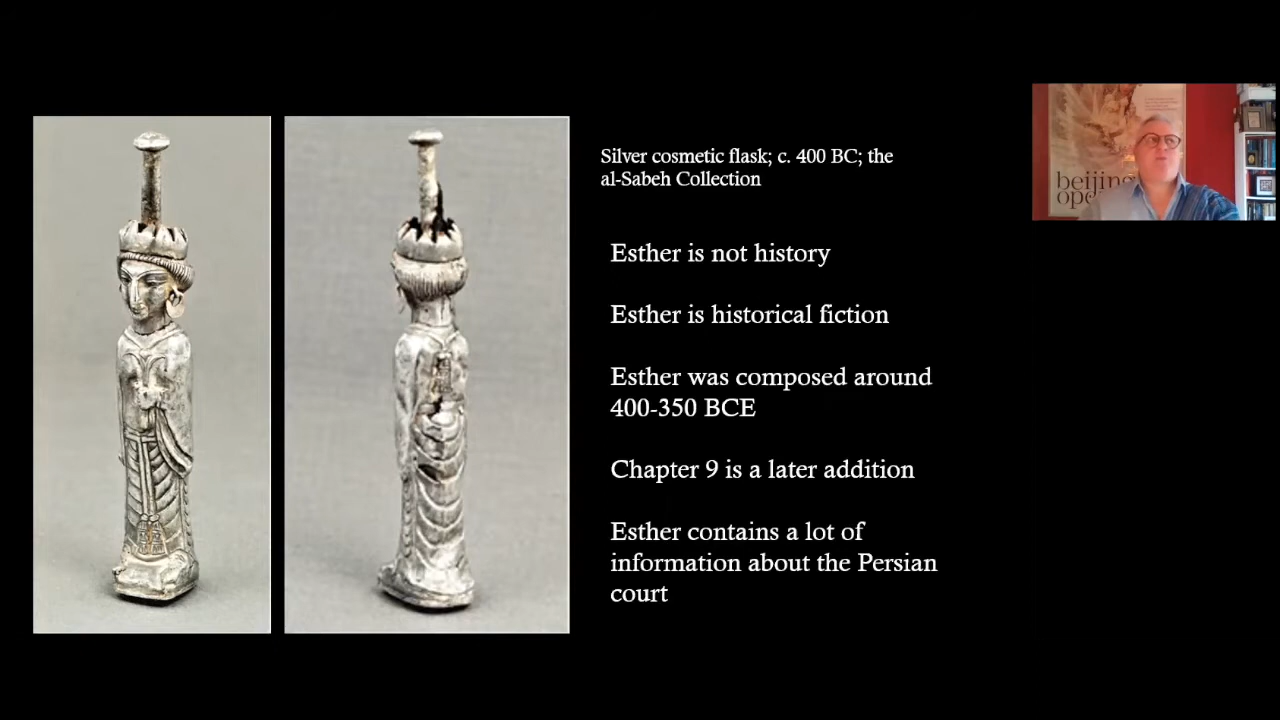 Silver cosmetic flask; c. 400 BC; the
al-Sabeh Collection
Esther is not history
Esther is historical fiction
Esther was composed around
400-350 BCE
Chapter 9 is a later addition
Esther contains a lot of
information about the Persian
court
beijing